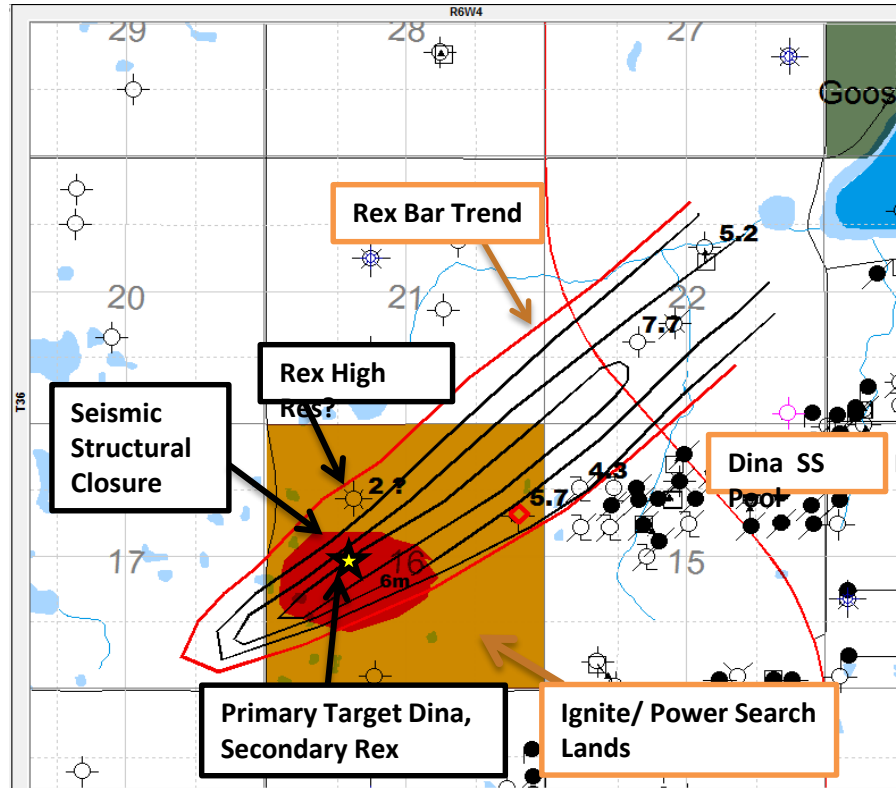 R6W4
29
28
27
Goos
Rex Bar Trend
5.2
20
21
22
7.7
Rex High
Res?
T36
Seismic
Structural
Closure
2 ?
4.3
5.7
Dina SS
Pool
17
16
15
6m
Primary Target Dina,
Secondary Rex
Ignite/ Power Search
Lands